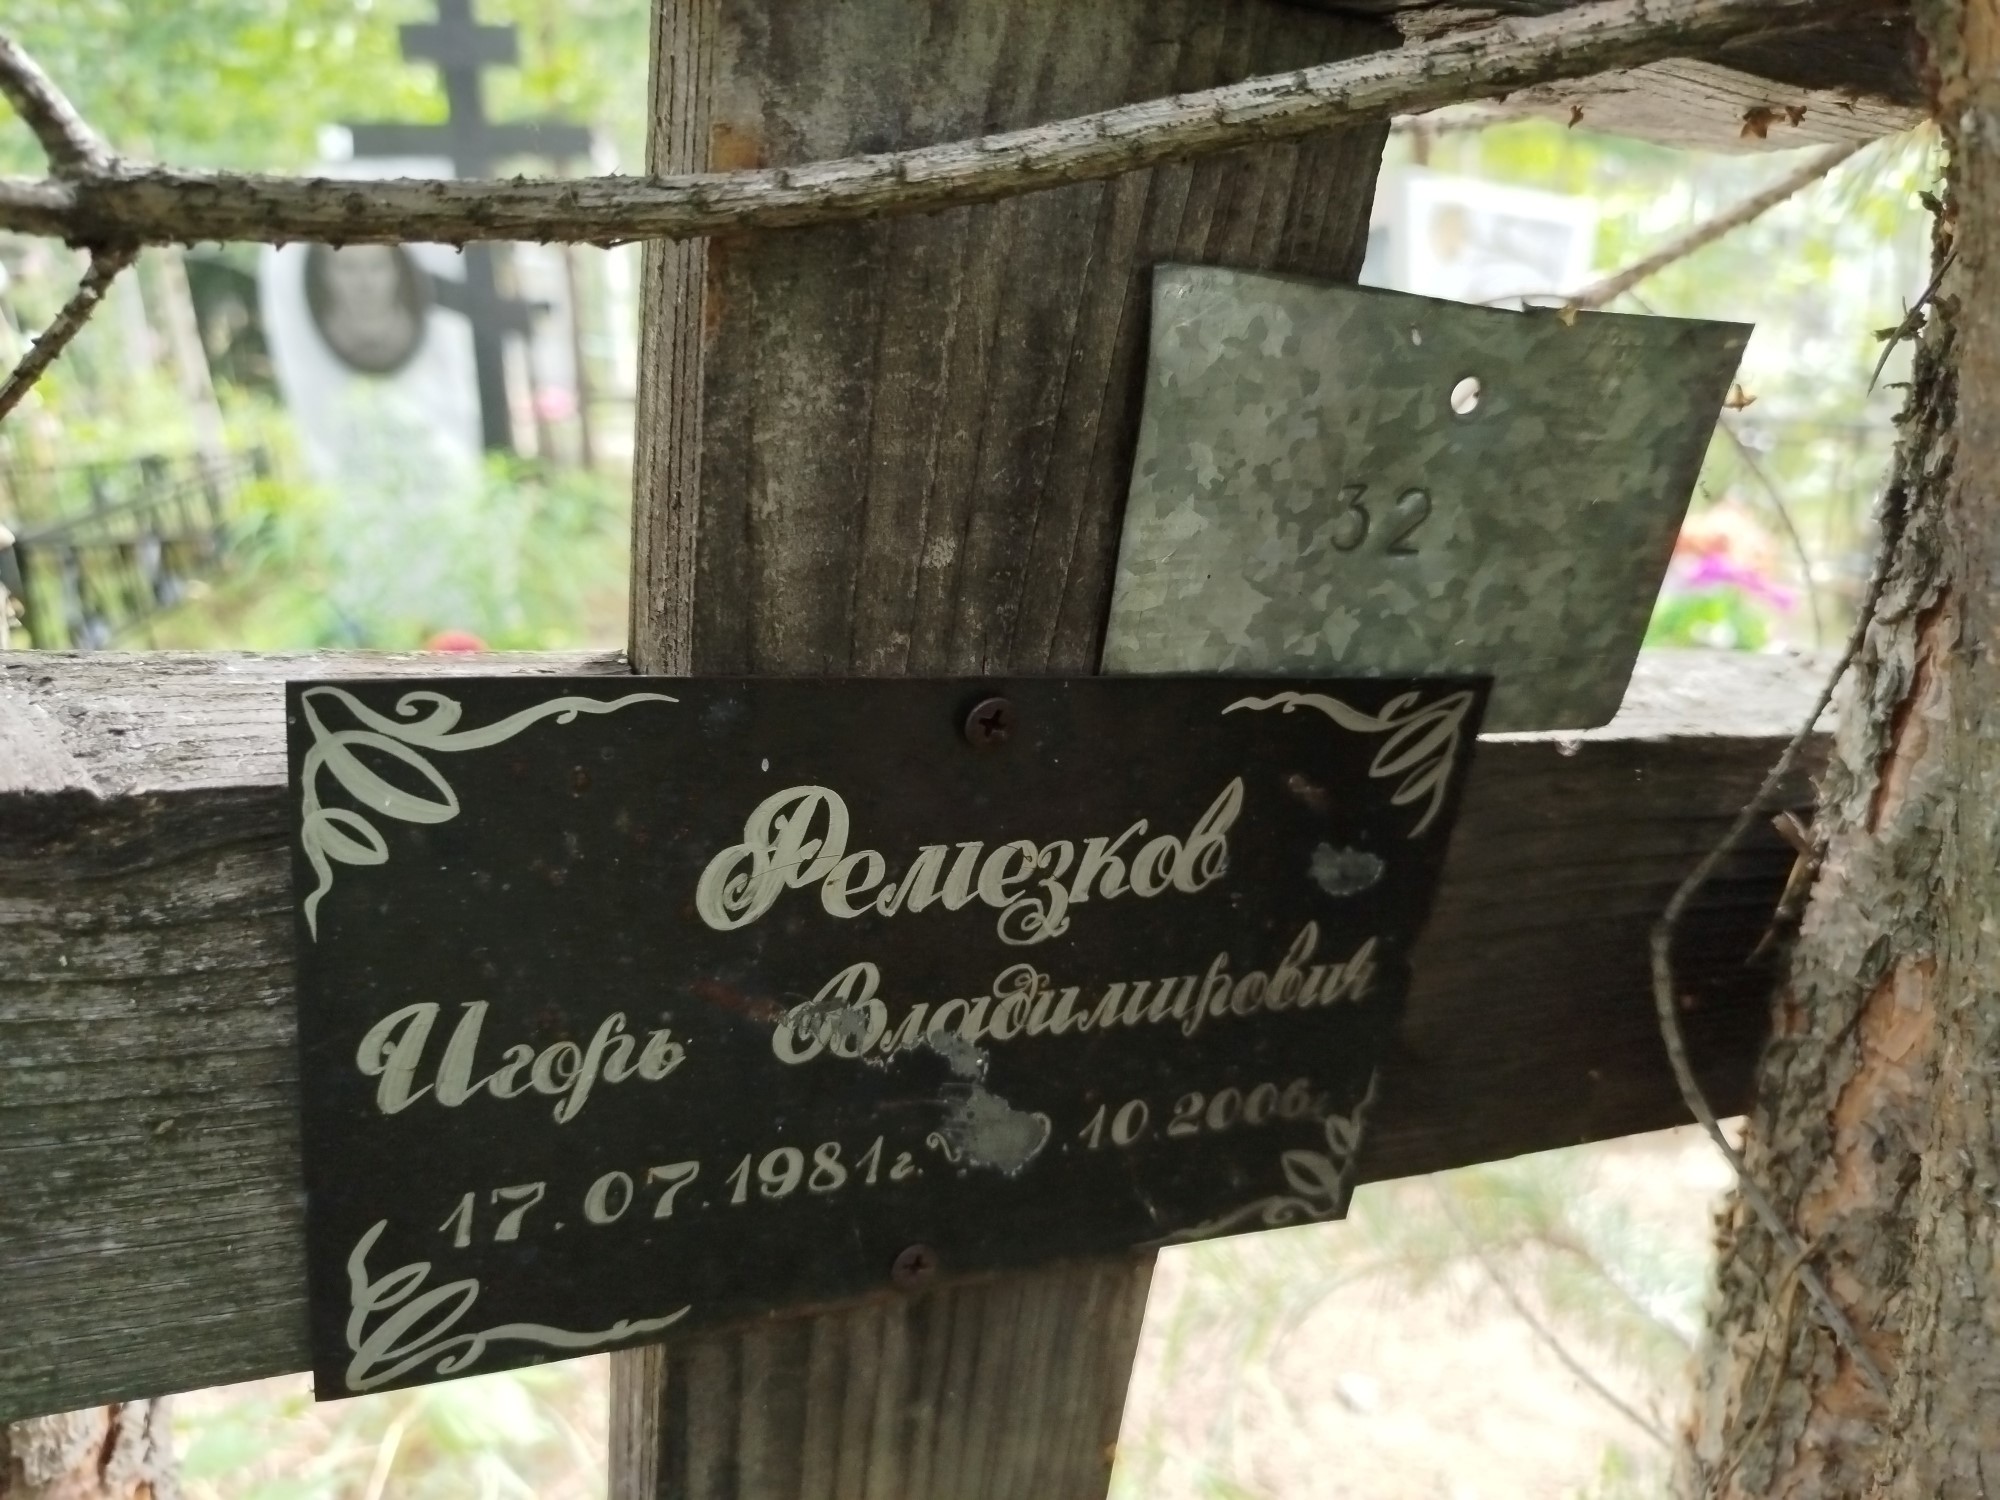 32
Ремезков
Игорь Владимирович
17.07.1981г. .10.2006г.